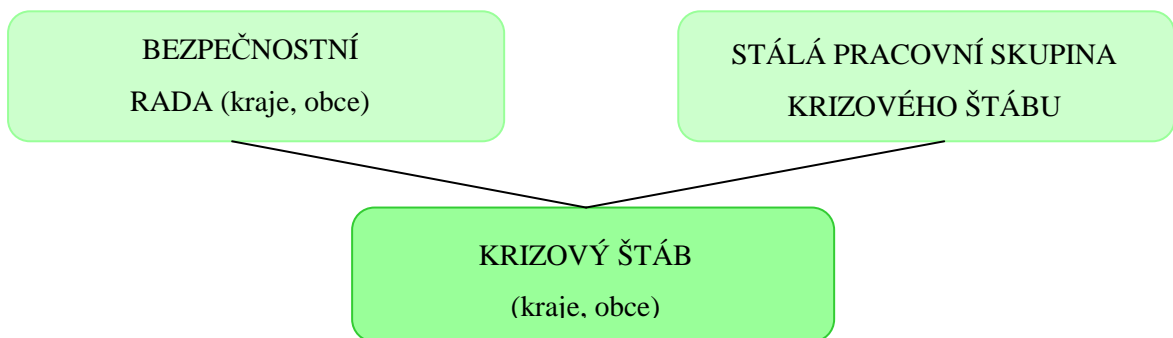 BEZPEČNOSTNÍ
RADA (kraje, obce)
STÁLÁ PRACOVNÍ SKUPINA
KRIZOVÉHO ŠTÁBU
KRIZOVÝ ŠTÁB
(kraje, obce)